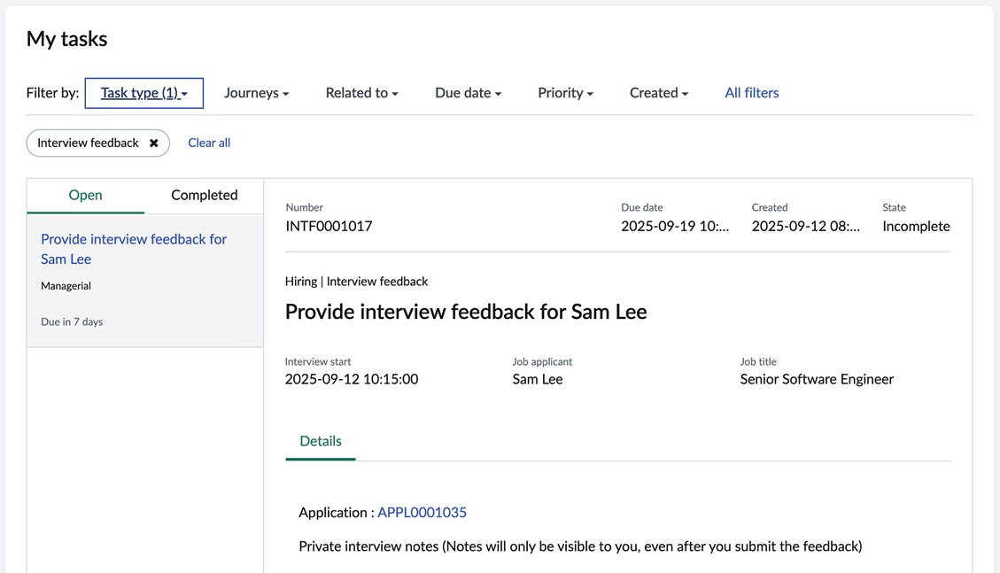 My tasks
Filter by: Task type (1) Journeys Related to Due date Priority Created All filters
Interview feedback ✖ Clear all
Open Completed
Provide interview feedback for
Sam Lee
Managerial
Due in 7 days
Number Due date Created State
INTF0001017 2025-09-19 10:... 2025-09-12 08:... Incomplete
Hiring | Interview feedback
Provide interview feedback for Sam Lee
Interview start Job applicant Job title
2025-09-12 10:15:00 Sam Lee Senior Software Engineer
Details
Application : APPL0001035
Private interview notes (Notes will only be visible to you, even after you submit the feedback)